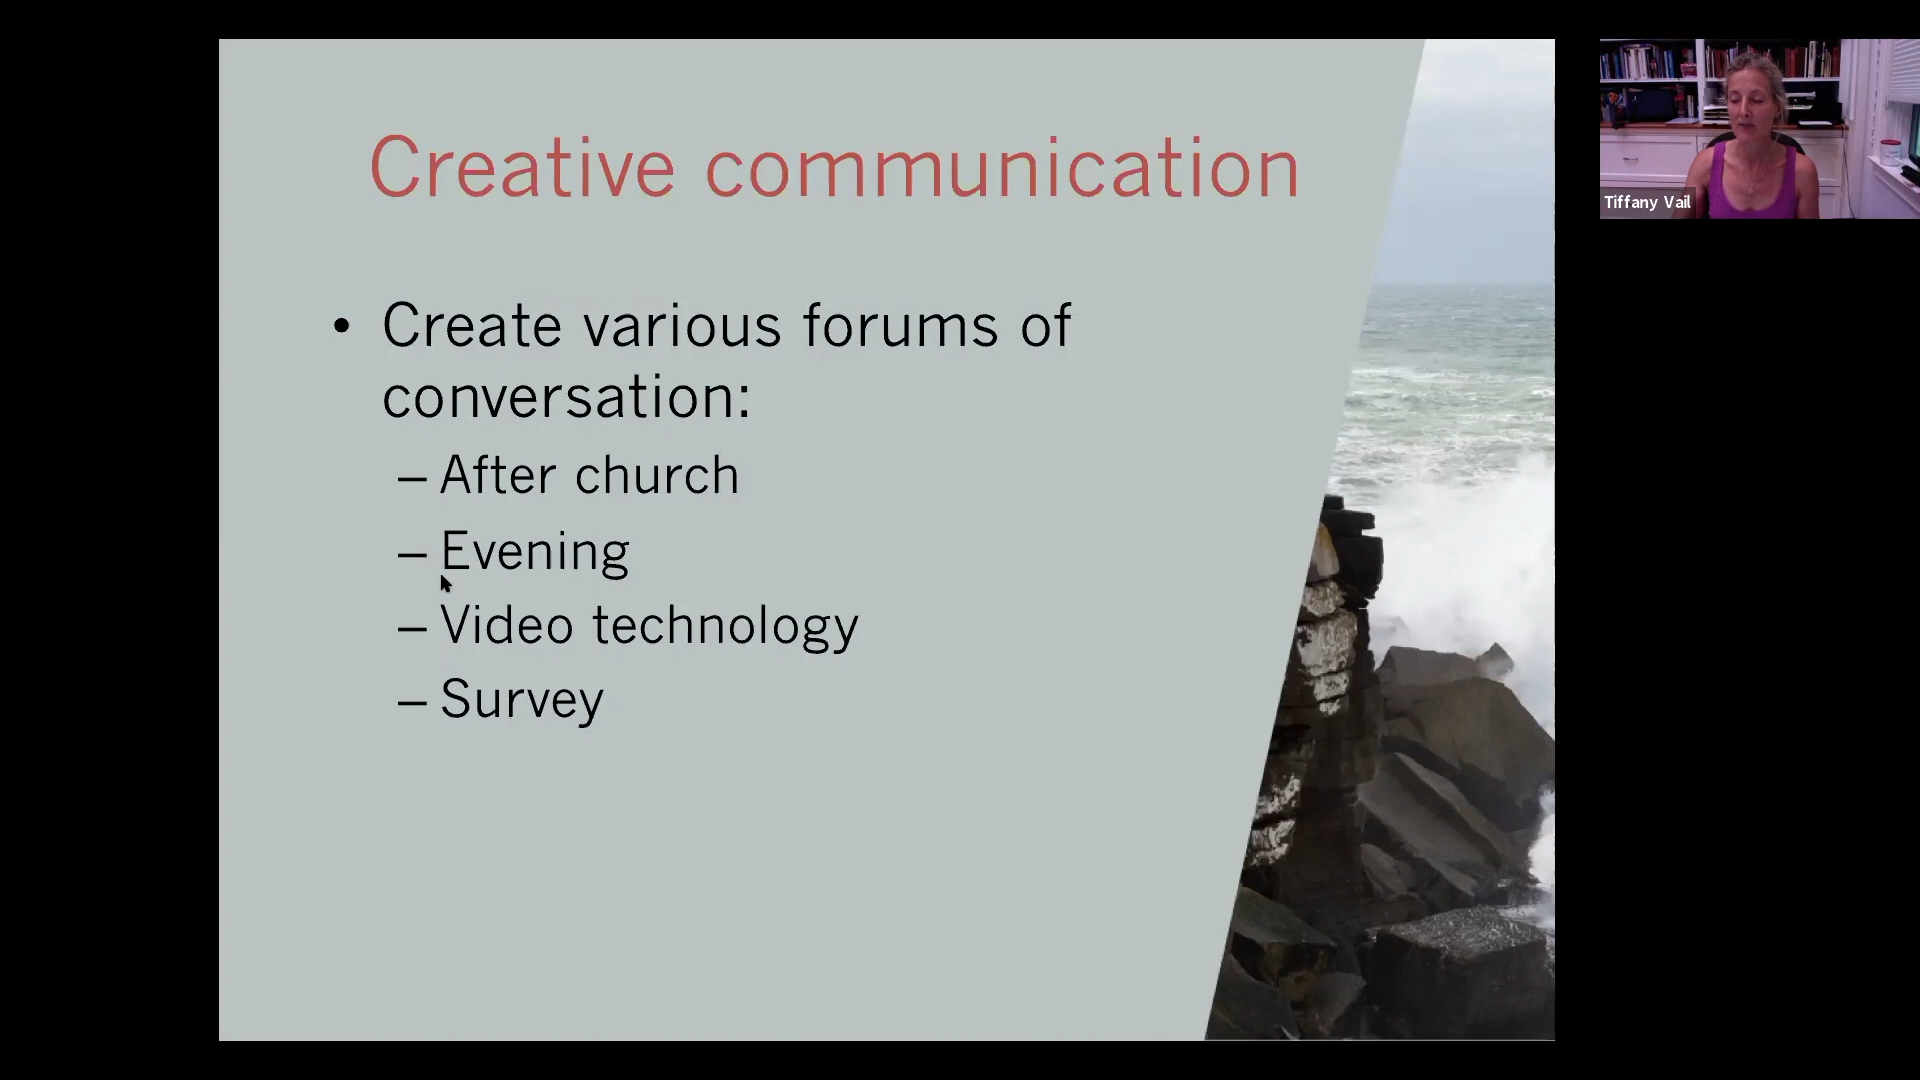 Creative communication
• Create various forums of
conversation:
– After church
– Evening
– Video technology
– Survey
Tiffany Vail